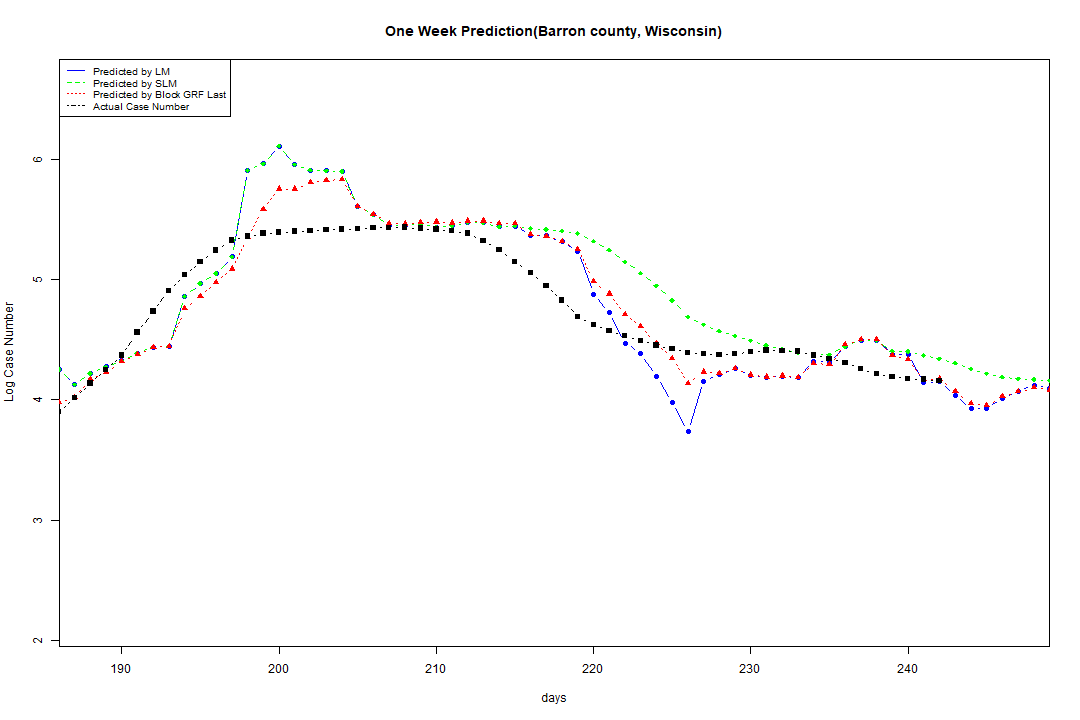 One Week Prediction(Barron county, Wisconsin)
Predicted by LM
Predicted by SLM
Predicted by Block GRF Last
Actual Case Number
Log Case Number
6
5
4
3
2
190 200 210 220 230 240
days